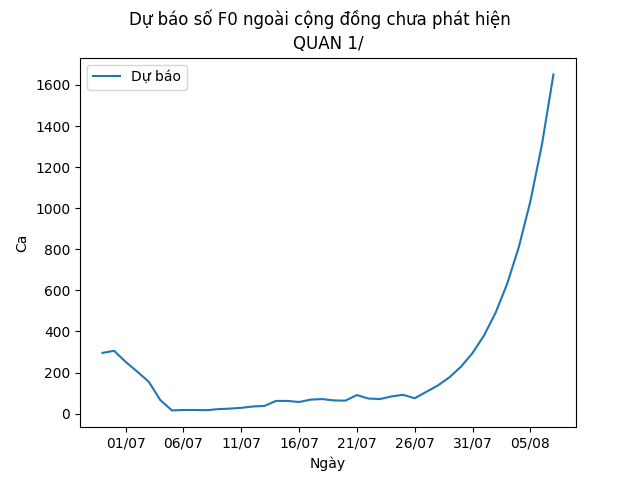 Dự báo số F0 ngoài cộng đồng chưa phát hiện
QUAN 1/
Dự báo
1600
1400
1200
1000
800
600
400
200
0
Ca
01/07 06/07 11/07 16/07 21/07 26/07 31/07 05/08
Ngày